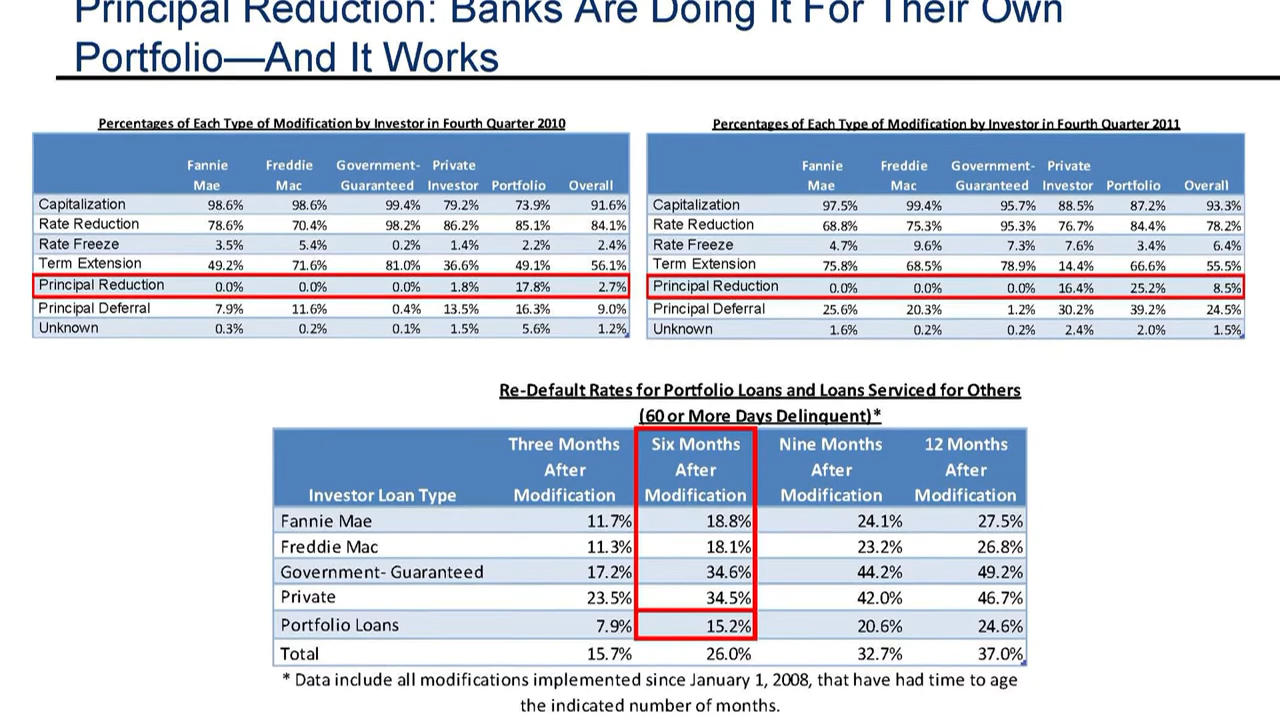 Principal Reduction: Banks Are Doing It For Their Own
Portfolio—And It Works
Percentages of Each Type of Modification by Investor in Fourth Quarter 2010
Fannie Mae Freddie Mac Government-Guaranteed Private Investor Portfolio Overall
Capitalization 98.6% 98.6% 99.4% 79.2% 73.9% 91.6%
Rate Reduction 78.6% 70.4% 98.2% 86.2% 85.1% 84.1%
Rate Freeze 3.5% 5.4% 0.2% 1.4% 2.2% 2.4%
Term Extension 49.2% 71.6% 81.0% 36.6% 49.1% 56.1%
Principal Reduction 0.0% 0.0% 0.0% 1.8% 17.8% 2.7%
Principal Deferral 7.9% 11.6% 0.4% 13.5% 16.3% 9.0%
Unknown 0.3% 0.2% 0.1% 1.5% 5.6% 1.2%
Percentages of Each Type of Modification by Investor in Fourth Quarter 2011
Fannie Mae Freddie Mac Government-Guaranteed Private Investor Portfolio Overall
Capitalization 97.5% 99.4% 95.7% 88.5% 87.2% 93.3%
Rate Reduction 68.8% 75.3% 95.3% 76.7% 84.4% 78.2%
Rate Freeze 4.7% 9.6% 7.3% 7.6% 3.4% 6.4%
Term Extension 75.8% 68.5% 78.9% 14.4% 66.6% 55.5%
Principal Reduction 0.0% 0.0% 0.0% 16.4% 25.2% 8.5%
Principal Deferral 25.6% 20.3% 1.2% 30.2% 39.2% 24.5%
Unknown 1.6% 0.2% 0.2% 2.4% 2.0% 1.5%
Re-Default Rates for Portfolio Loans and Loans Serviced for Others
(60 or More Days Delinquent)*
Investor Loan Type Three Months After Modification Six Months After Modification Nine Months After Modification 12 Months After Modification
Fannie Mae 11.7% 18.8% 24.1% 27.5%
Freddie Mac 11.3% 18.1% 23.2% 26.8%
Government- Guaranteed 17.2% 34.6% 44.2% 49.2%
Private 23.5% 34.5% 42.0% 46.7%
Portfolio Loans 7.9% 15.2% 20.6% 24.6%
Total 15.7% 26.0% 32.7% 37.0%
* Data include all modifications implemented since January 1, 2008, that have had time to age
the indicated number of months.